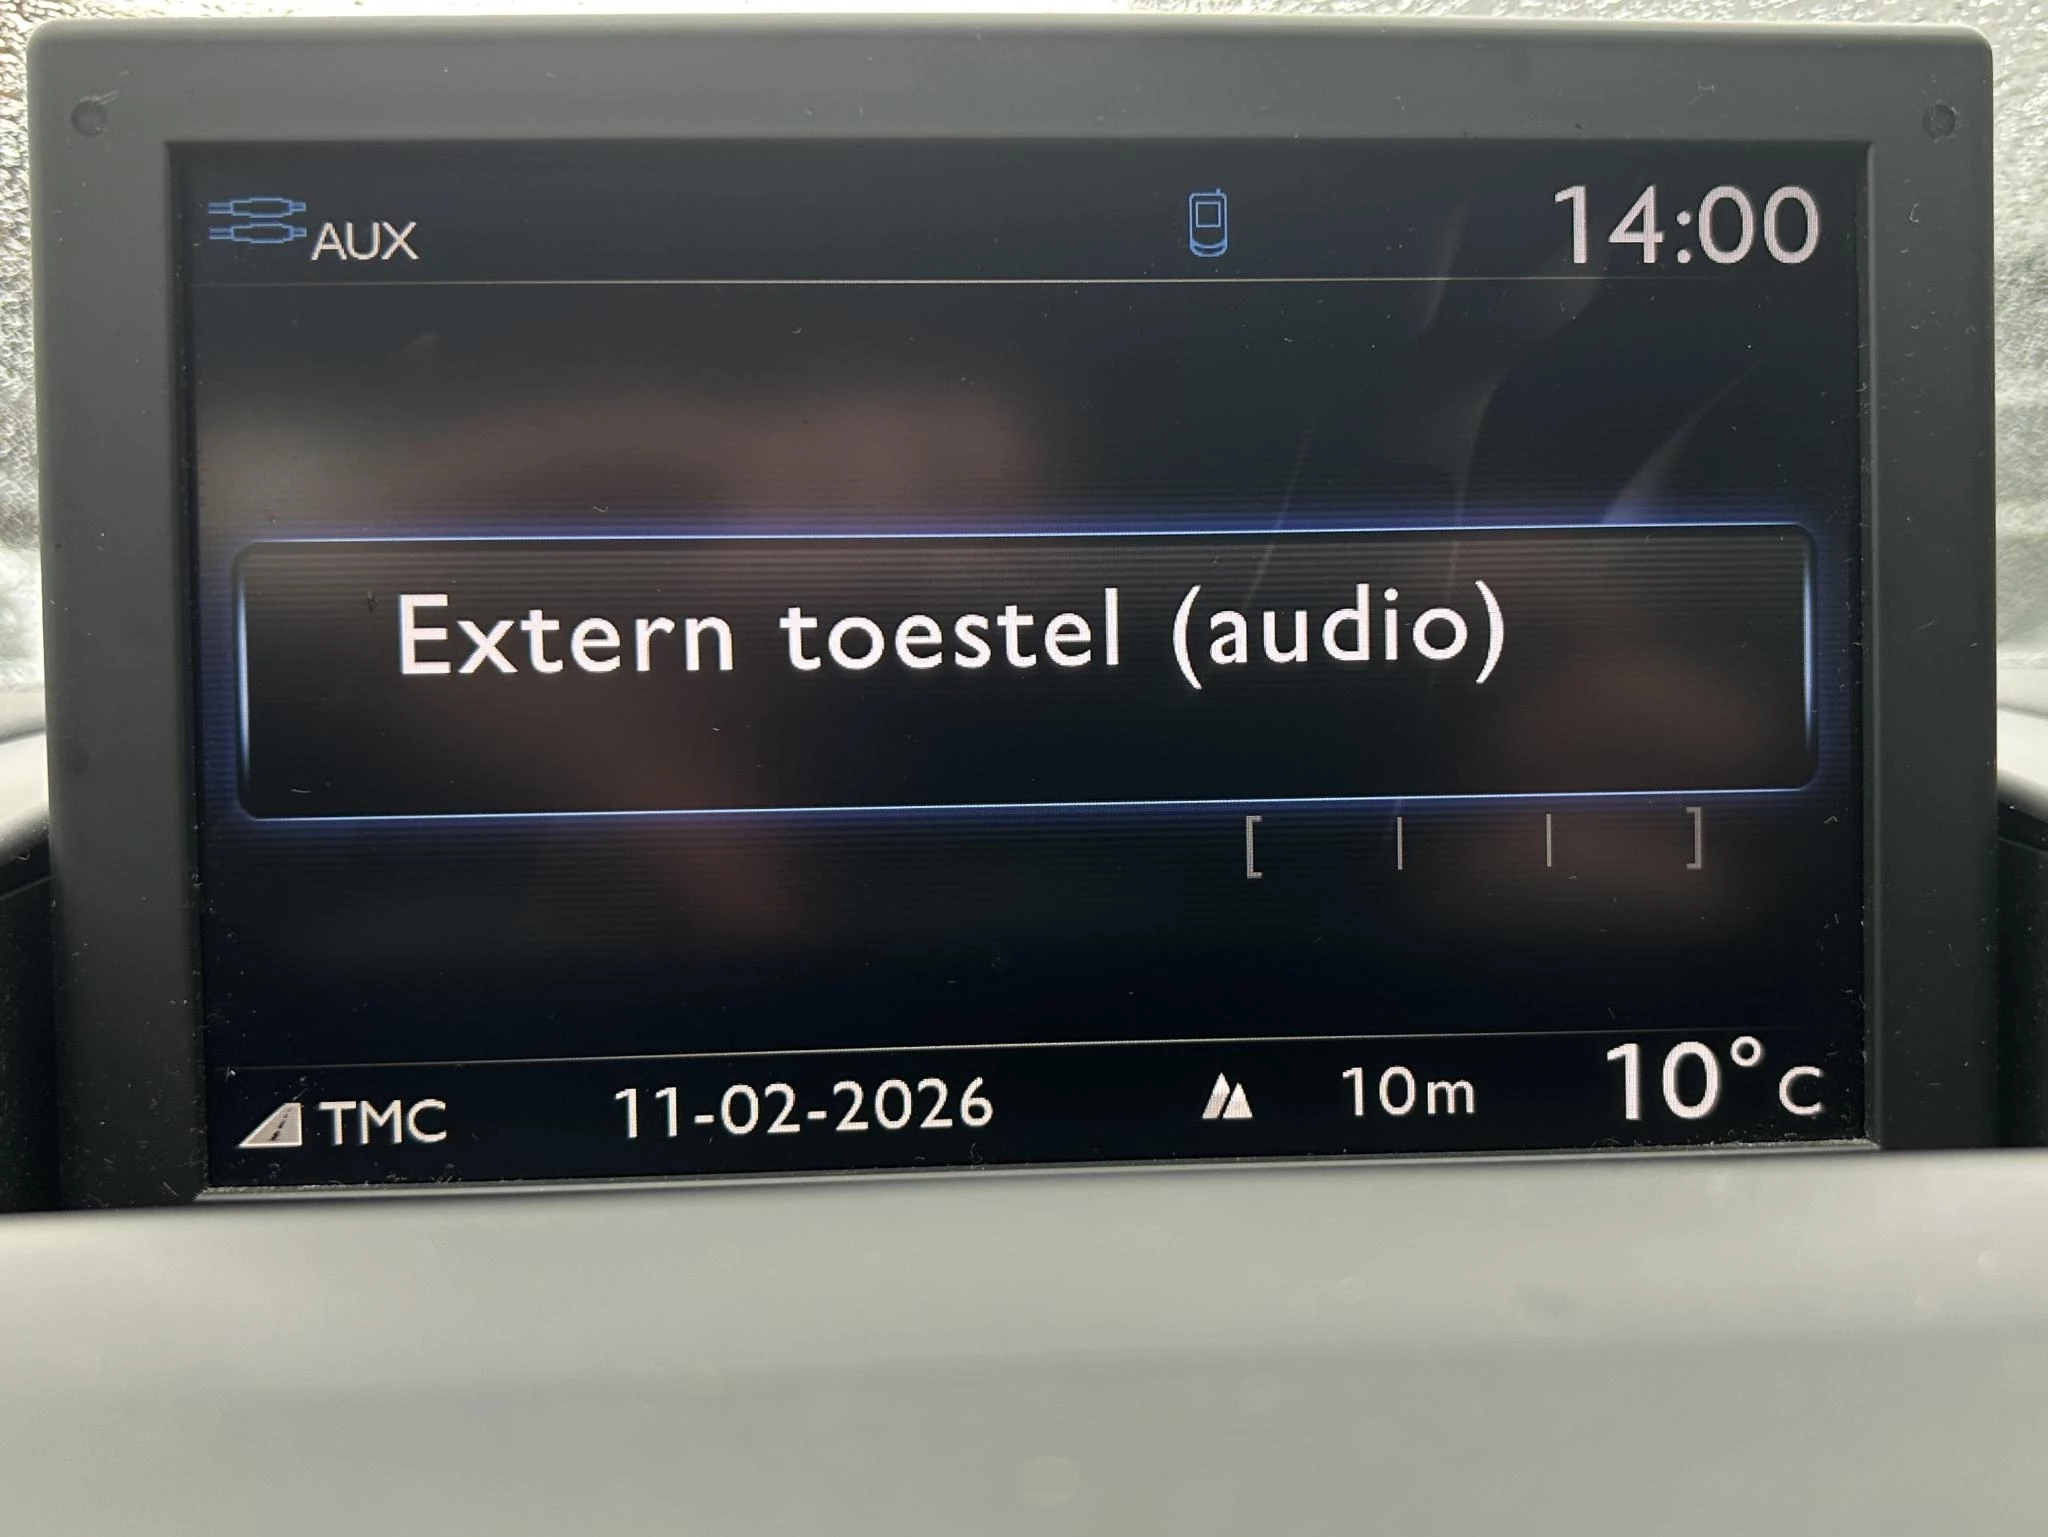 AUX 14:00
Extern toestel (audio)
TMC 11-02-2026 10m 10°C